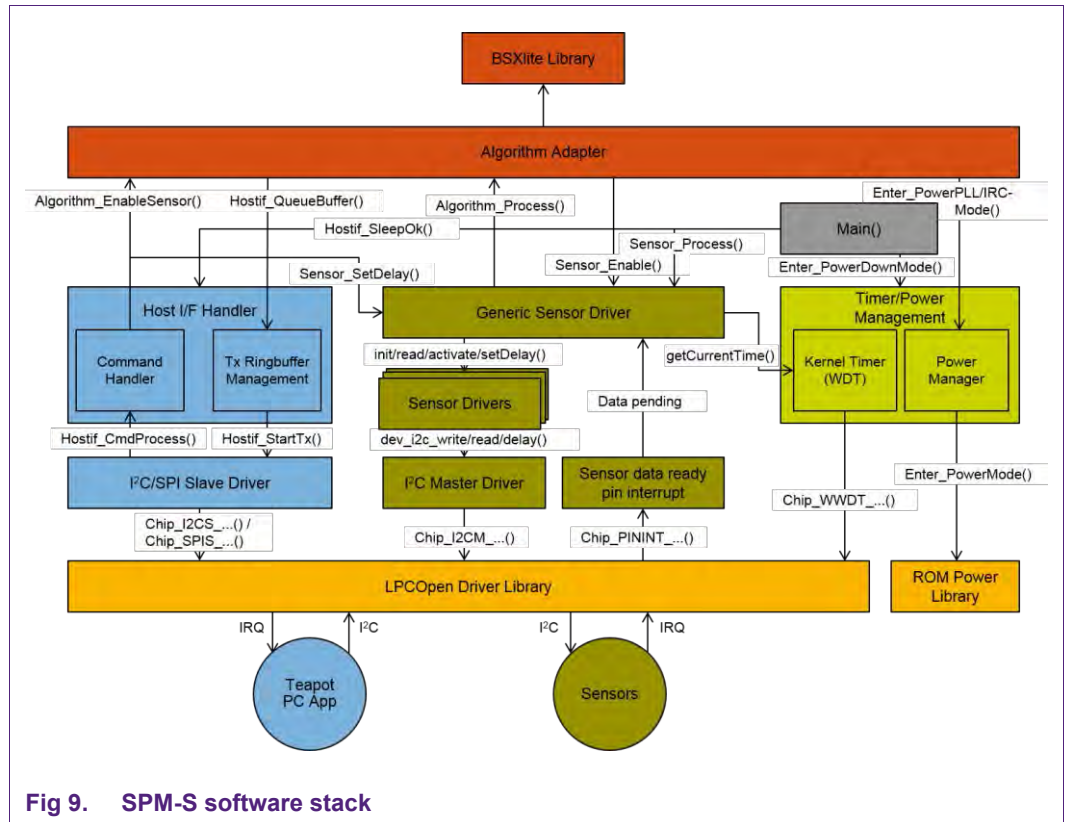 BSXlite Library
Algorithm Adapter
Algorithm_EnableSensor()
Hostif_QueueBuffer()
Algorithm_Process()
Enter_PowerPLL/IRC-
Mode()
Hostif_SleepOk()
Main()
Sensor_Process()
Sensor_SetDelay()
Sensor_Enable()
Enter_PowerDownMode()
Host I/F Handler
Generic Sensor Driver
Timer/Power
Management
Command
Handler
Tx Ringbuffer
Management
init/read/activate/setDelay()
getCurrentTime()
Kernel Timer
(WDT)
Power
Manager
Sensor Drivers
Data pending
Hostif_CmdProcess()
Hostif_StartTx()
dev_i2c_write/read/delay()
I²C/SPI Slave Driver
I²C Master Driver
Sensor data ready
pin interrupt
Enter_PowerMode()
Chip_WWDT_...()
Chip_I2CS_...() /
Chip_SPIS_...()
Chip_I2CM_...()
Chip_PININT_...()
LPCOpen Driver Library
ROM Power
Library
IRQ
I²C
I²C
IRQ
Teapot
PC App
Sensors
Fig 9. SPM-S software stack